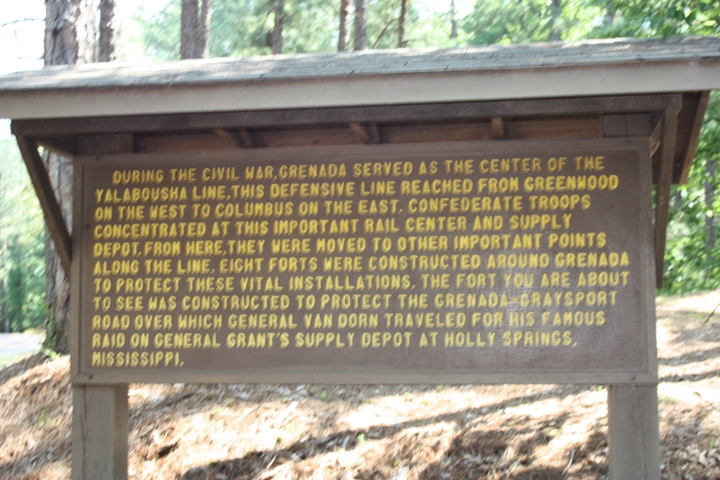 DURING THE CIVIL WAR,GRENADA SERVED AS THE CENTER OF THE
YALABOUSHA LINE,THIS DEFENSIVE LINE REACHED FROM GREENWOOD
ON THE WEST TO COLUMBUS ON THE EAST. CONFEDERATE TROOPS
CONCENTRATED AT THIS IMPORTANT RAIL CENTER AND SUPPLY
DEPOT. FROM HERE,THEY WERE MOVED TO OTHER IMPORTANT POINTS
ALONG THE LINE. EIGHT FORTS WERE CONSTRUCTED AROUND GRENADA
TO PROTECT THESE VITAL INSTALLATIONS. THE FORT YOU ARE ABOUT
TO SEE WAS CONSTRUCTED TO PROTECT THE GRENADA-GRAYSPORT
ROAD OVER WHICH GENERAL VAN DORN TRAVELED FOR HIS FAMOUS
RAID ON GENERAL GRANT'S SUPPLY DEPOT AT HOLLY SPRINGS,
MISSISSIPPI.